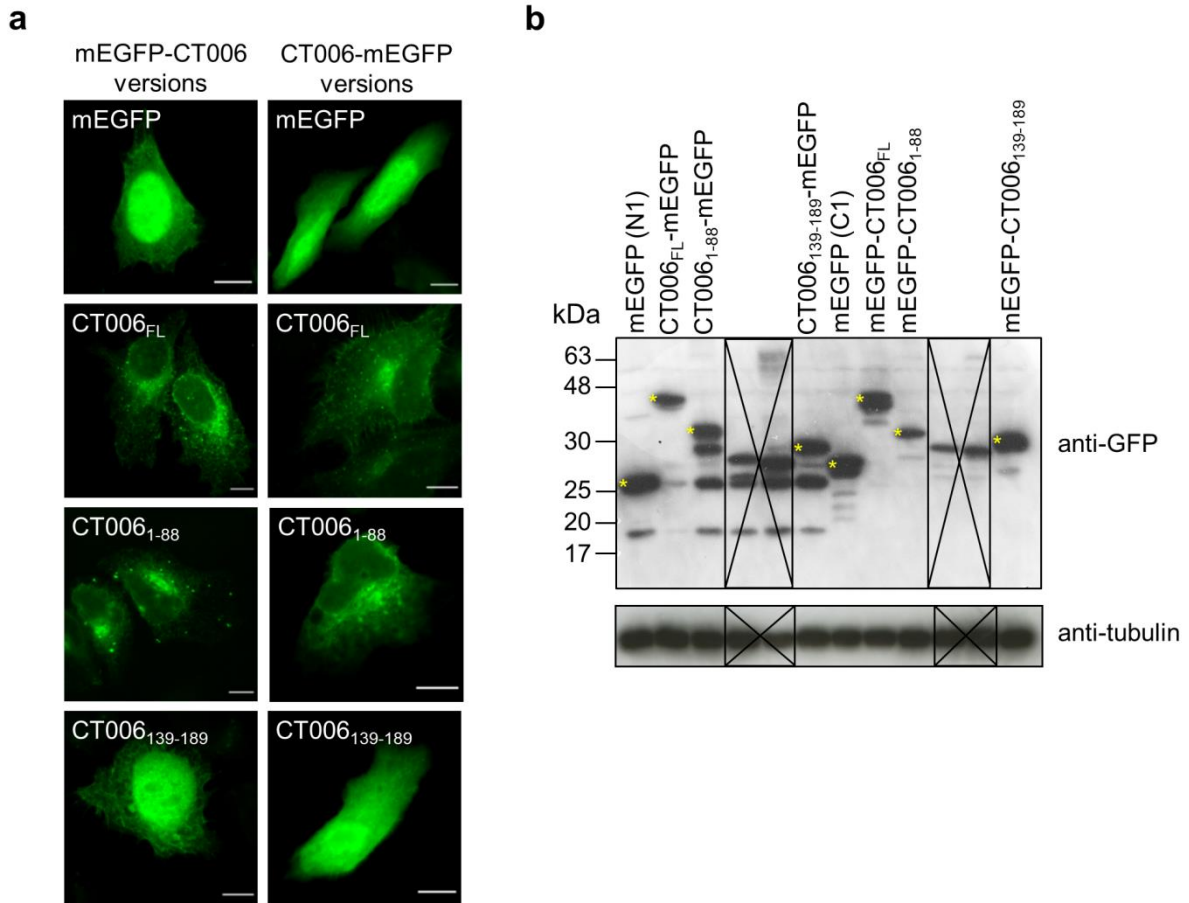 a
mEGFP-CT006
versions
CT006-mEGFP
versions
mEGFP
mEGFP
CT006FL
CT006FL
CT0061-88
CT0061-88
CT006139-189
CT006139-189
b
kDa
mEGFP (N1)
CT006FL-mEGFP
CT0061-88-mEGFP
CT006139-189-mEGFP
mEGFP (C1)
mEGFP-CT006FL
mEGFP-CT0061-88
mEGFP-CT006139-189
63
48
30
25
20
17
* * * * * * * *
anti-GFP
anti-tubulin